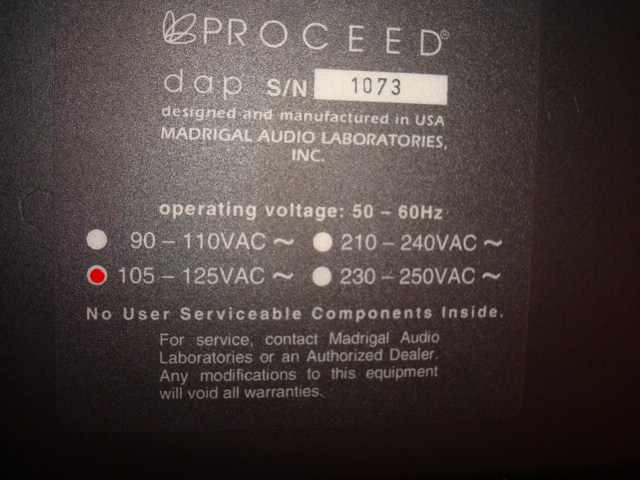 PROCEED®
dap S/N 1073
designed and manufactured in USA
MADRIGAL AUDIO LABORATORIES,
INC.
operating voltage: 50 – 60Hz
90 – 110VAC ~ 210 – 240VAC ~
105 – 125VAC ~ 230 – 250VAC ~
No User Serviceable Components Inside.
For service, contact Madrigal Audio
Laboratories or an Authorized Dealer.
Any modifications to this equipment
will void all warranties.